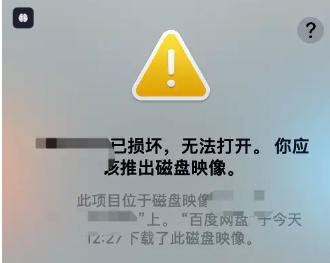 ?
已损坏，无法打开。 你应
该推出磁盘映像。
此项目位于磁盘映像
”上。 “百度网盘”于今天
12:27 下载了此磁盘映像。